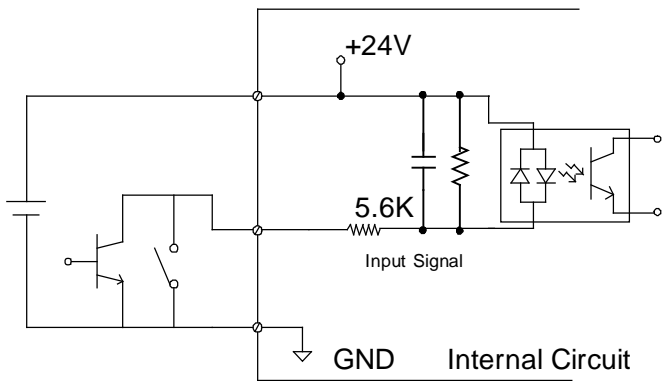 +24V
5.6K
Input Signal
GND
Internal Circuit